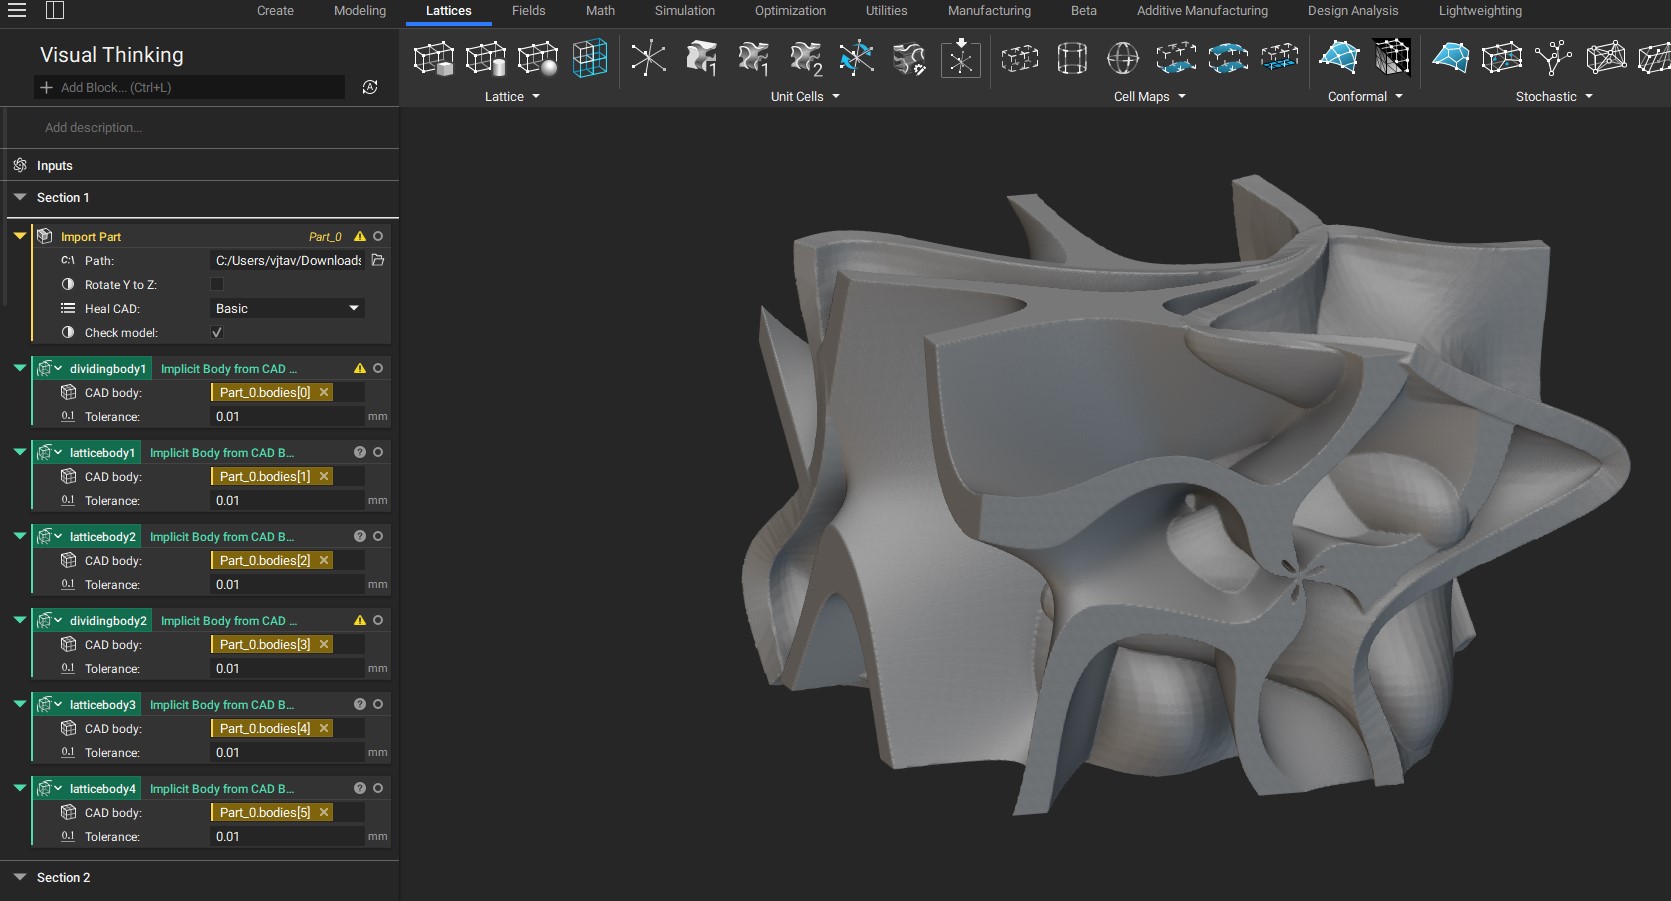 Create Modeling Lattices Fields Math Simulation Optimization Utilities Manufacturing Beta Additive Manufacturing Design Analysis Lightweighting
Visual Thinking
Add Block... (Ctrl+L)
Lattice
1
1
2
Unit Cells
Cell Maps
Conformal
Stochastic
Add description...
Inputs
Section 1
Import Part Part_0
C:\ Path: C:/Users/vjtav/Downloads
Rotate Y to Z:
Heal CAD: Basic
Check model:
dividingbody1 Implicit Body from CAD ...
CAD body: Part_0.bodies[0]
0.1 Tolerance: 0.01 mm
latticebody1 Implicit Body from CAD B...
CAD body: Part_0.bodies[1]
0.1 Tolerance: 0.01 mm
latticebody2 Implicit Body from CAD B...
CAD body: Part_0.bodies[2]
0.1 Tolerance: 0.01 mm
dividingbody2 Implicit Body from CAD ...
CAD body: Part_0.bodies[3]
0.1 Tolerance: 0.01 mm
latticebody3 Implicit Body from CAD B...
CAD body: Part_0.bodies[4]
0.1 Tolerance: 0.01 mm
latticebody4 Implicit Body from CAD B...
CAD body: Part_0.bodies[5]
0.1 Tolerance: 0.01 mm
Section 2